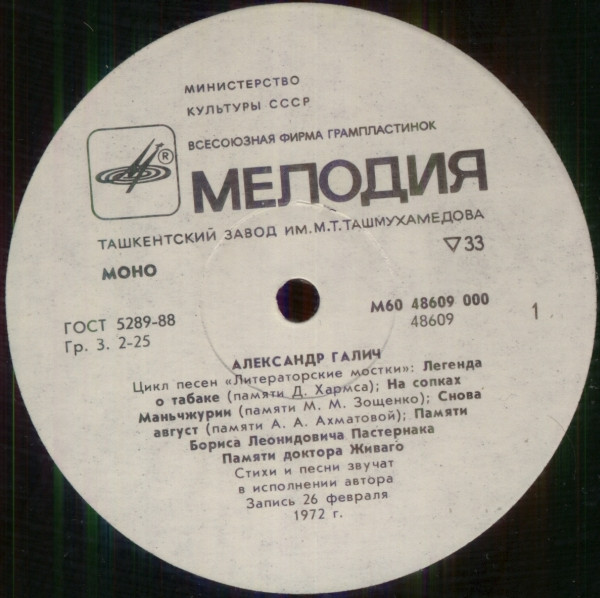 МИНИСТЕРСТВО
КУЛЬТУРЫ СССР
ВСЕСОЮЗНАЯ ФИРМА ГРАМПЛАСТИНОК
®
МЕЛОДИЯ
ТАШКЕНТСКИЙ ЗАВОД ИМ. М.Т.ТАШМУХАМЕДОВА
МОНО
▽33
ГОСТ 5289-88
Гр. 3. 2-25
М60 48609 000
48609
1
АЛЕКСАНДР ГАЛИЧ
Цикл песен «Литераторские мостки»: Легенда
о табаке (памяти Д. Хармса); На сопках
Маньчжурии (памяти М. М. Зощенко); Снова
август (памяти А. А. Ахматовой); Памяти
Бориса Леонидовича Пастернака
Памяти доктора Живаго
Стихи и песни звучат
в исполнении автора
Запись 26 февраля
1972 г.